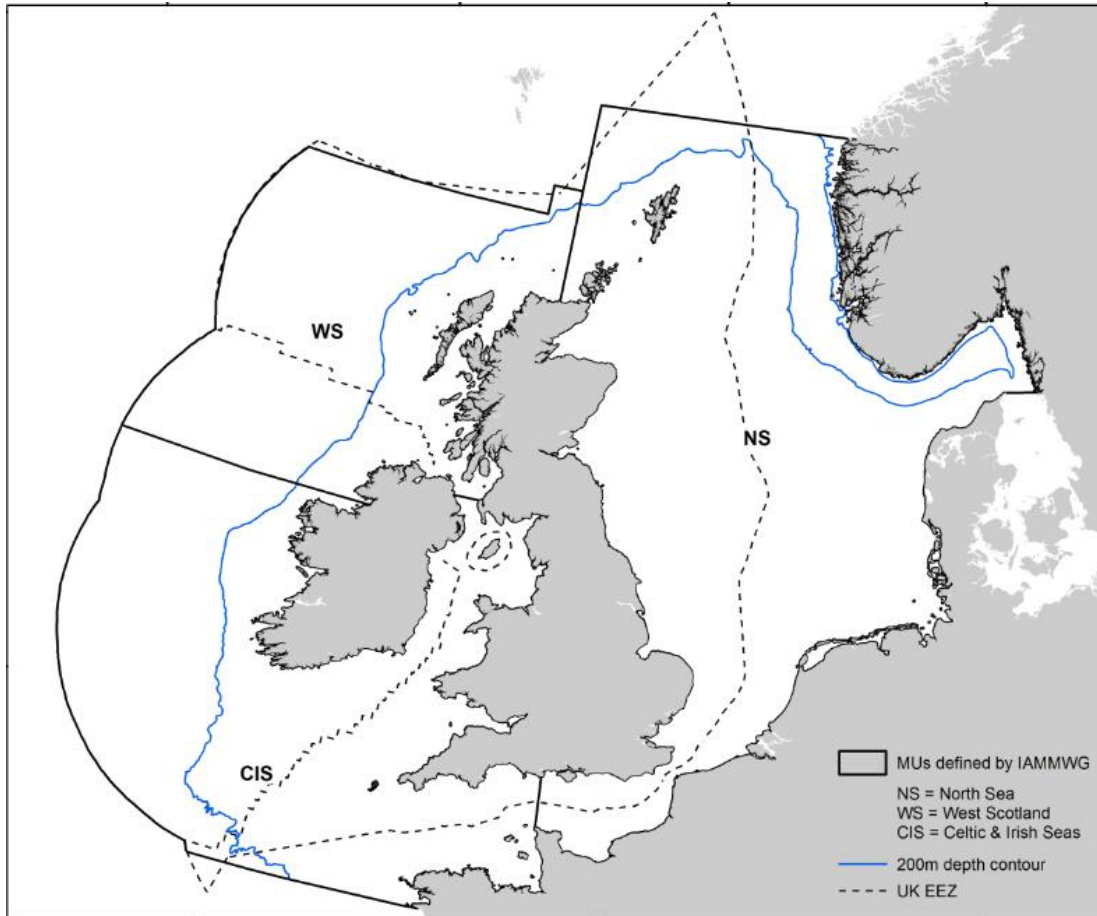 WS
NS
CIS
MUs defined by IAMMWG
NS = North Sea
WS = West Scotland
CIS = Celtic & Irish Seas
200m depth contour
UK EEZ